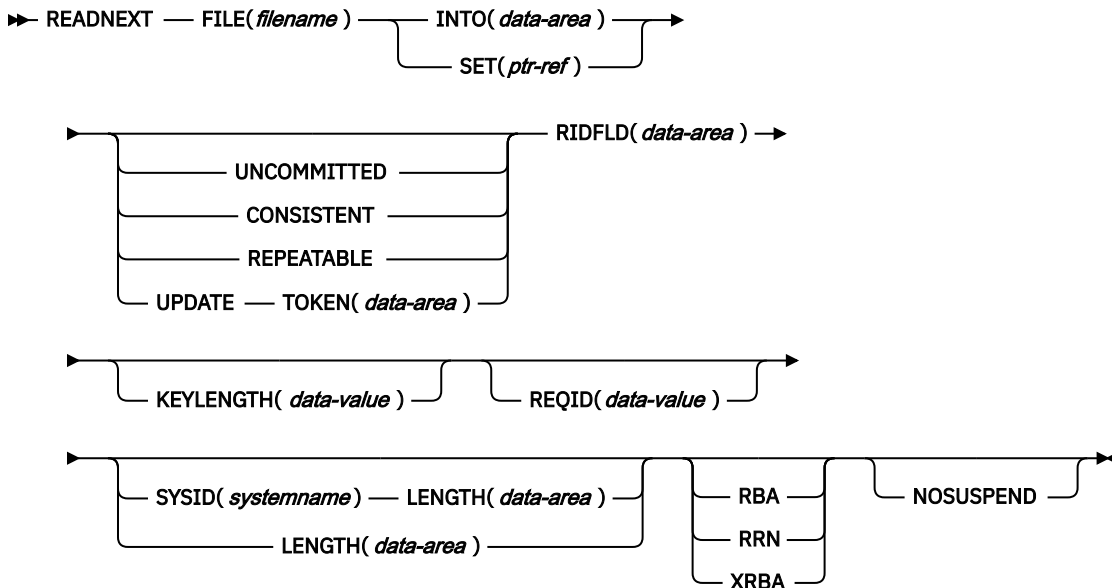 READNEXT FILE(filename) INTO(data-area)
SET(ptr-ref)
RIDFLD(data-area)
UNCOMMITTED
CONSISTENT
REPEATABLE
UPDATE TOKEN(data-area)
KEYLENGTH(data-value) REQID(data-value)
SYSID(systemname) LENGTH(data-area) RBA NOSUSPEND
LENGTH(data-area) RRN
XRBA